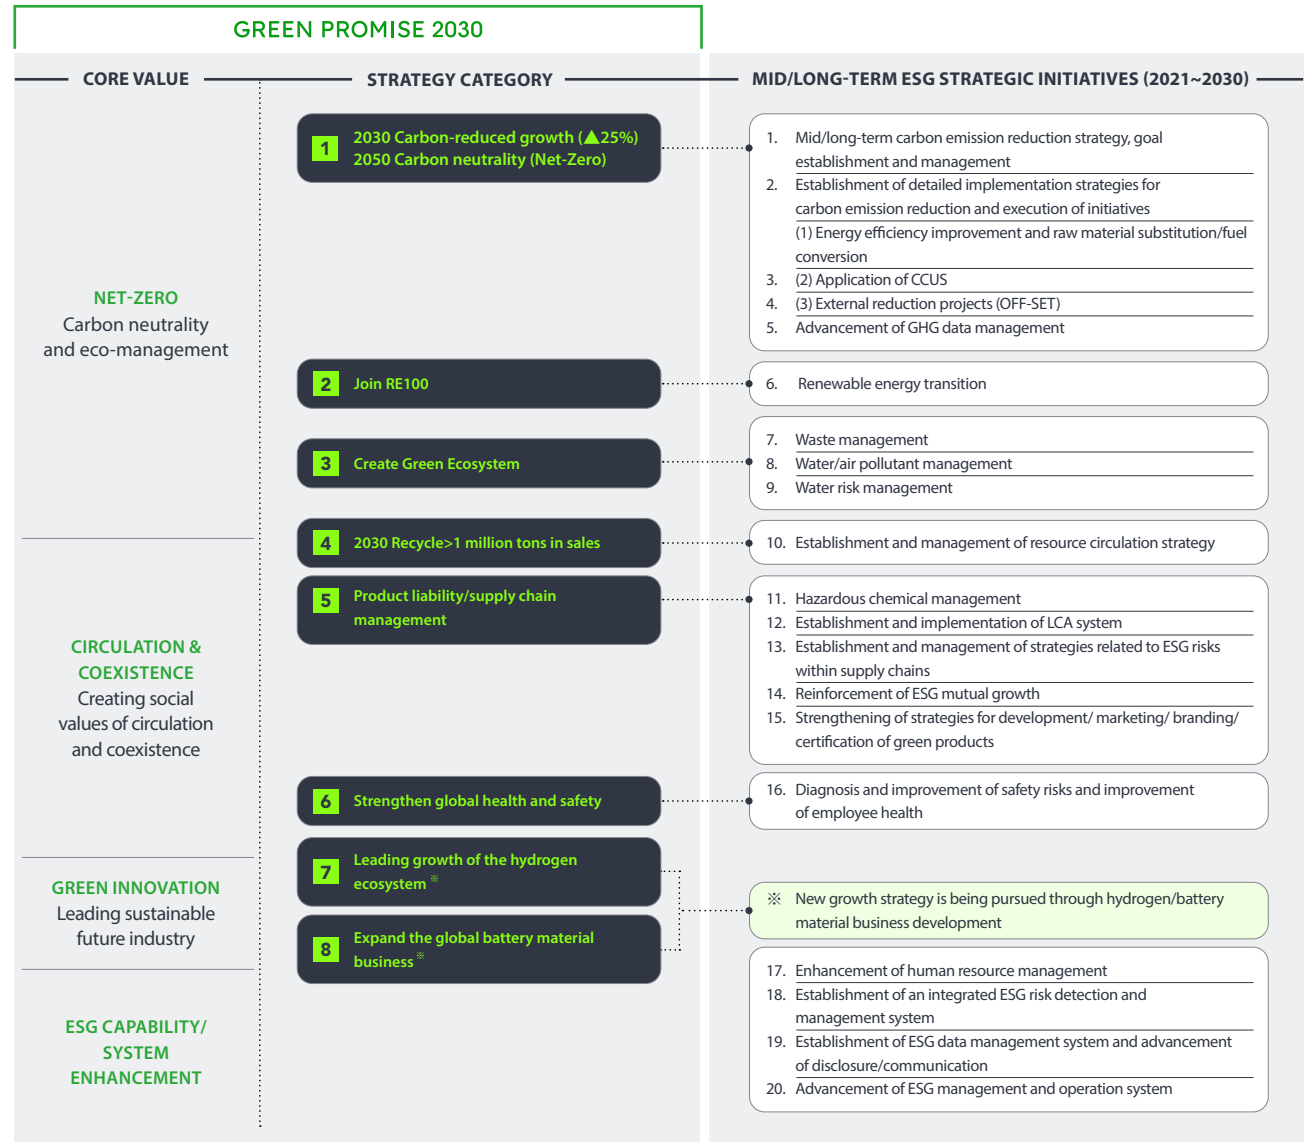 GREEN PROMISE 2030
CORE VALUE
STRATEGY CATEGORY
MID/LONG-TERM ESG STRATEGIC INITIATIVES (2021~2030)
NET-ZERO
Carbon neutrality
and eco-management
1
2030 Carbon-reduced growth (▲25%)
2050 Carbon neutrality (Net-Zero)
1. Mid/long-term carbon emission reduction strategy, goal
establishment and management
2. Establishment of detailed implementation strategies for
carbon emission reduction and execution of initiatives
(1) Energy efficiency improvement and raw material substitution/fuel
conversion
3. (2) Application of CCUS
4. (3) External reduction projects (OFF-SET)
5. Advancement of GHG data management
2 Join RE100
6. Renewable energy transition
3 Create Green Ecosystem
7. Waste management
8. Water/air pollutant management
9. Water risk management
CIRCULATION &
COEXISTENCE
Creating social
values of circulation
and coexistence
4 2030 Recycle>1 million tons in sales
10. Establishment and management of resource circulation strategy
5
Product liability/supply chain
management
11. Hazardous chemical management
12. Establishment and implementation of LCA system
13. Establishment and management of strategies related to ESG risks
within supply chains
14. Reinforcement of ESG mutual growth
15. Strengthening of strategies for development/ marketing/ branding/
certification of green products
6 Strengthen global health and safety
16. Diagnosis and improvement of safety risks and improvement
of employee health
GREEN INNOVATION
Leading sustainable
future industry
7
Leading growth of the hydrogen
ecosystem ※
8
Expand the global battery material
business ※
※ New growth strategy is being pursued through hydrogen/battery
material business development
ESG CAPABILITY/
SYSTEM
ENHANCEMENT
17. Enhancement of human resource management
18. Establishment of an integrated ESG risk detection and
management system
19. Establishment of ESG data management system and advancement
of disclosure/communication
20. Advancement of ESG management and operation system